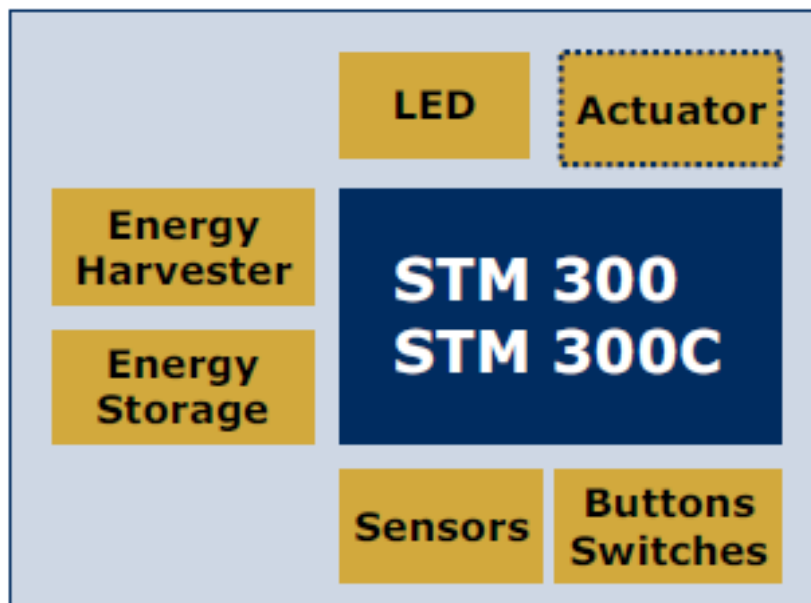 LED
Actuator
Energy
Harvester
STM 300
STM 300C
Energy
Storage
Sensors
Buttons
Switches